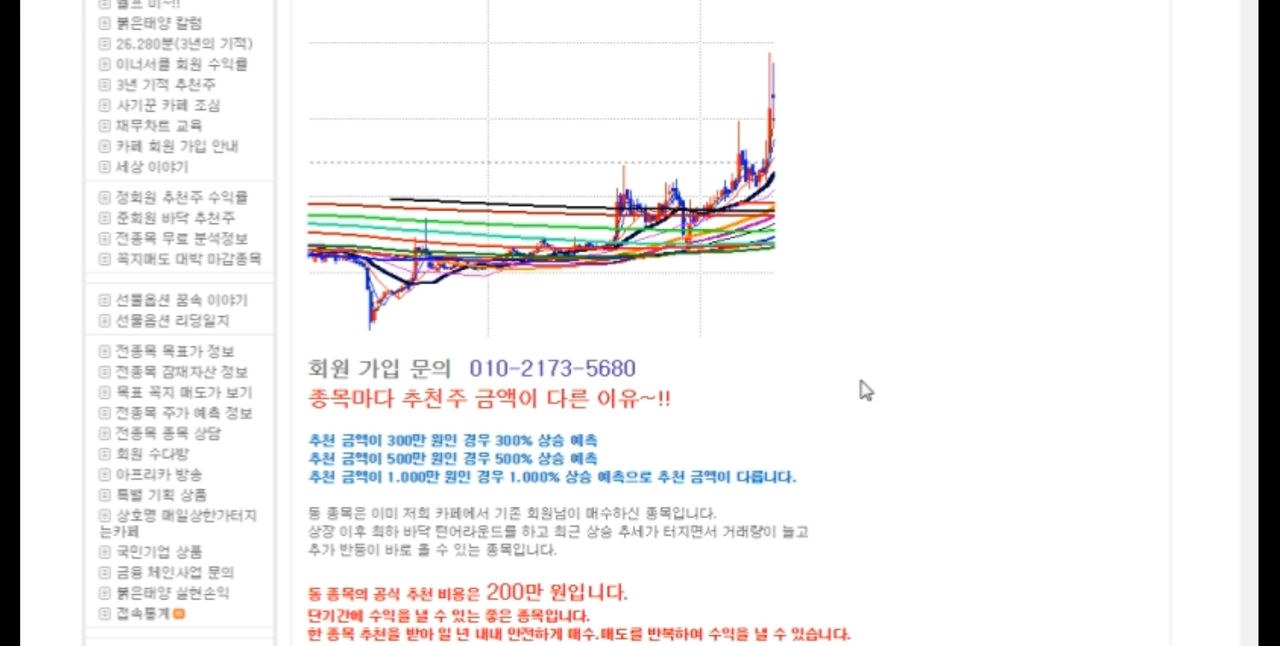 헬프 미~!!
붉은태양 칼럼
26.280분(3년의 기적)
이너서클 회원 수익률
3년 기적 추천주
사기꾼 카페 조심
재무차트 교육
카페 회원 가입 안내
세상 이야기
정회원 추천주 수익률
준회원 바닥 추천주
전종목 무료 분석정보
꼭지매도 대박 마감종목
선물옵션 꿈속 이야기
선물옵션 리딩일지
전종목 목표가 정보
전종목 잠재자산 정보
목표 꼭지 매도가 보기
전종목 주가 예측 정보
전종목 종목 상담
회원 수다방
아프리카 방송
특별 기획 상품
상호명 매일상한가터지
는카페
국민기업 상품
금융 체인사업 문의
붉은태양 실현손익
접속통계
회원 가입 문의 010-2173-5680
종목마다 추천주 금액이 다른 이유~!!
추천 금액이 300만 원인 경우 300% 상승 예측
추천 금액이 500만 원인 경우 500% 상승 예측
추천 금액이 1.000만 원인 경우 1.000% 상승 예측으로 추천 금액이 다릅니다.
동 종목은 이미 저희 카페에서 기존 회원님이 매수하신 종목입니다.
상장 이후 최하 바닥 턴어라운드를 하고 최근 상승 추세가 터지면서 거래량이 늘고
추가 반등이 바로 올 수 있는 종목입니다.
동 종목의 공식 추천 비용은 200만 원입니다.
단기간에 수익을 낼 수 있는 좋은 종목입니다.
한 종목 추천을 받아 일 년 내내 안전하게 매수.매도를 반복하여 수익을 낼 수 있습니다.